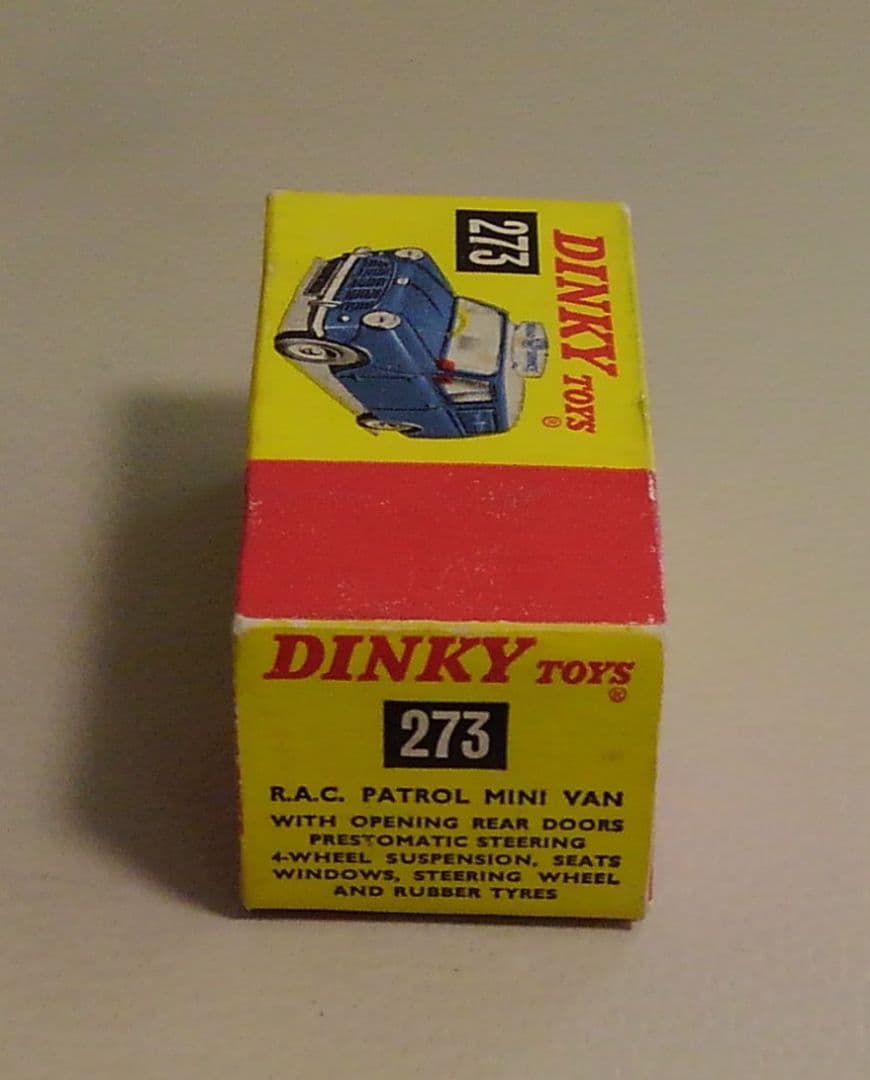 273
DINKY TOYS®
DINKY TOYS®
273
R.A.C. PATROL MINI VAN
WITH OPENING REAR DOORS
PRESTOMATIC STEERING
4-WHEEL SUSPENSION, SEATS
WINDOWS, STEERING WHEEL
AND RUBBER TYRES